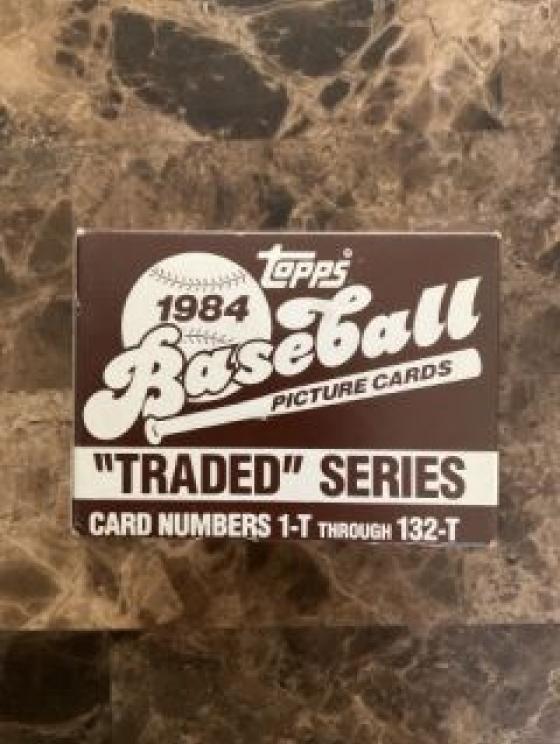 topps®
1984
Baseball
PICTURE CARDS
"TRADED" SERIES
CARD NUMBERS 1-T THROUGH 132-T